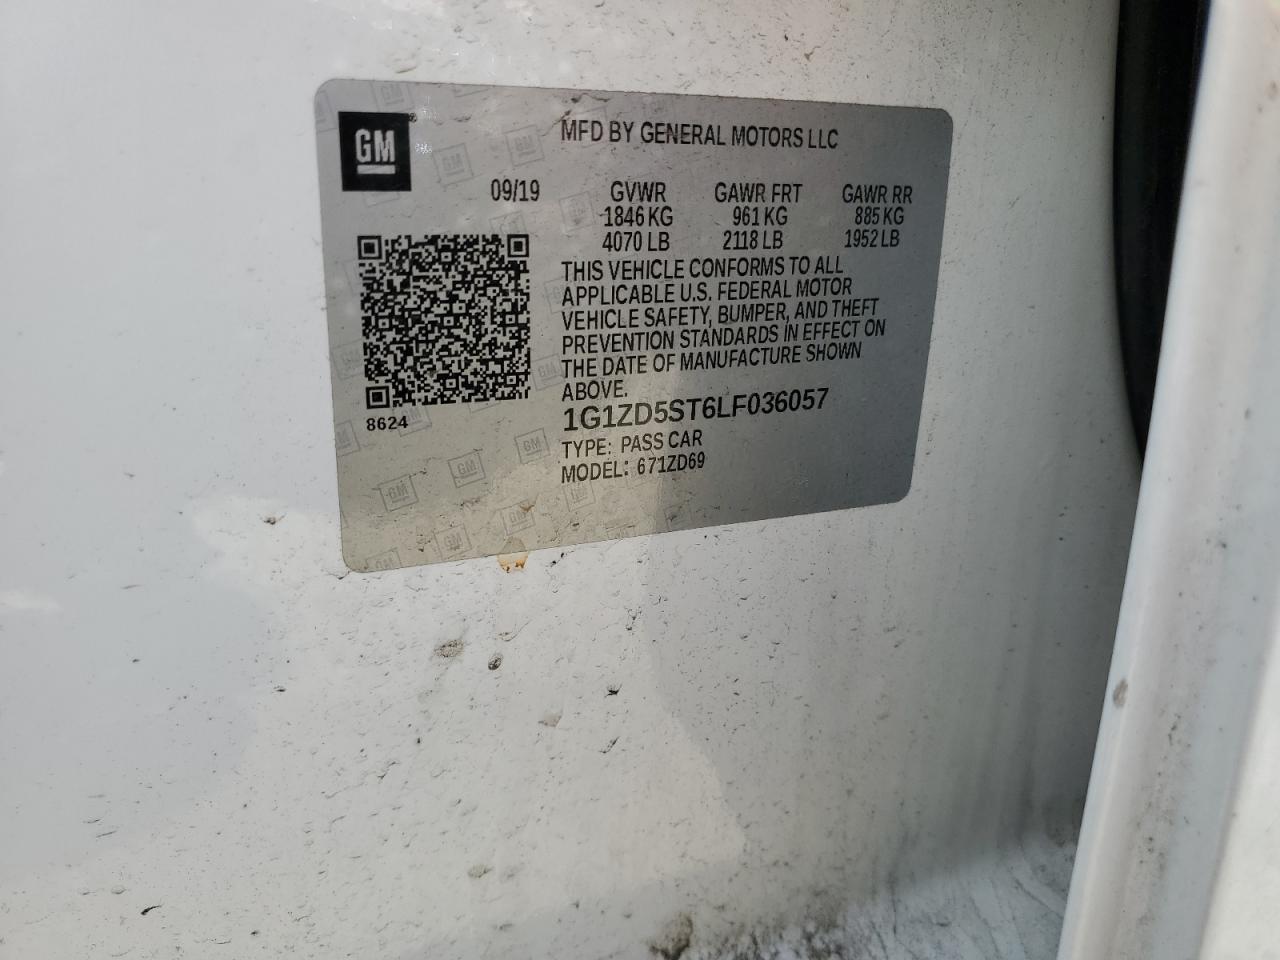 GM
MFD BY GENERAL MOTORS LLC
09/19 GVWR GAWR FRT GAWR RR
1846 KG 961 KG 885 KG
4070 LB 2118 LB 1952 LB
THIS VEHICLE CONFORMS TO ALL
APPLICABLE U.S. FEDERAL MOTOR
VEHICLE SAFETY, BUMPER, AND THEFT
PREVENTION STANDARDS IN EFFECT ON
THE DATE OF MANUFACTURE SHOWN
ABOVE.
8624
1G1ZD5ST6LF036057
TYPE: PASS CAR
MODEL: 671ZD69